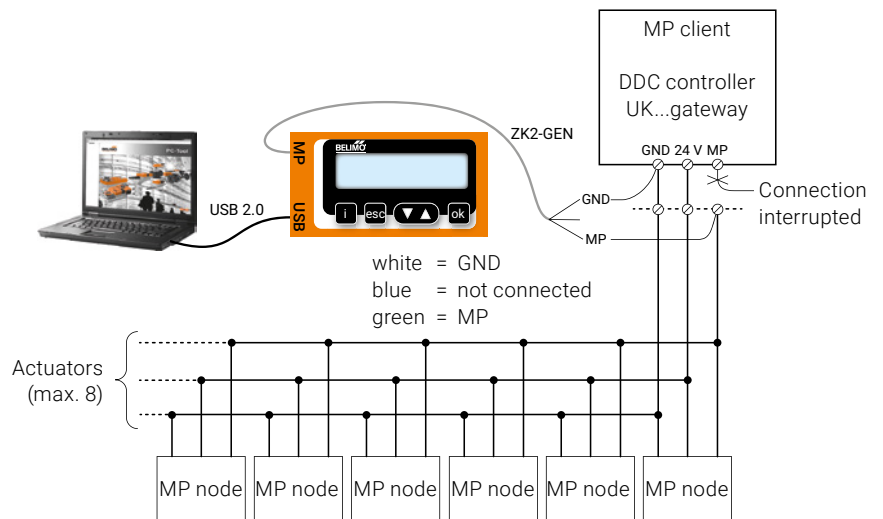 MP client
DDC controller
UK...gateway
GND 24 V MP
ZK2-GEN
MP
BELIMO
PC-Tool
USB 2.0
USB
i
esc
ok
GND
MP
Connection
interrupted
white = GND
blue = not connected
green = MP
Actuators
(max. 8)
MP node
MP node
MP node
MP node
MP node
MP node